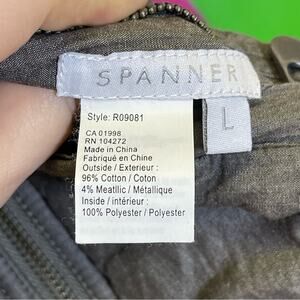 SPANNER
L
Style: R09081
CA 01998
RN 104272
Made in China
Fabriqué en Chine
Outside / Exterieur :
96% Cotton / Coton
4% Meatllic / Métallique
Inside / intérieur :
100% Polyester / Polyester